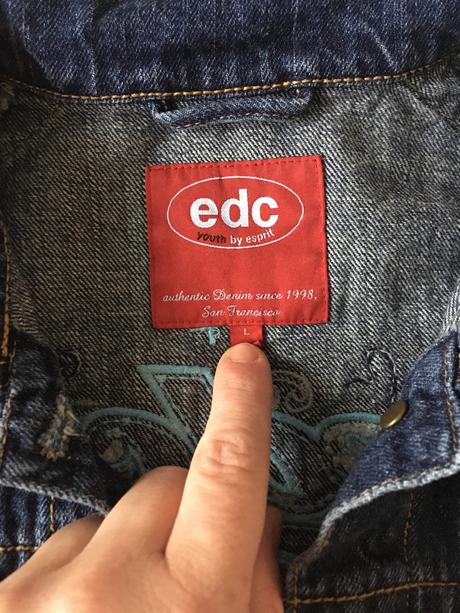 edc
youth by esprit
authentic Denim since 1998,
San Francisco
L